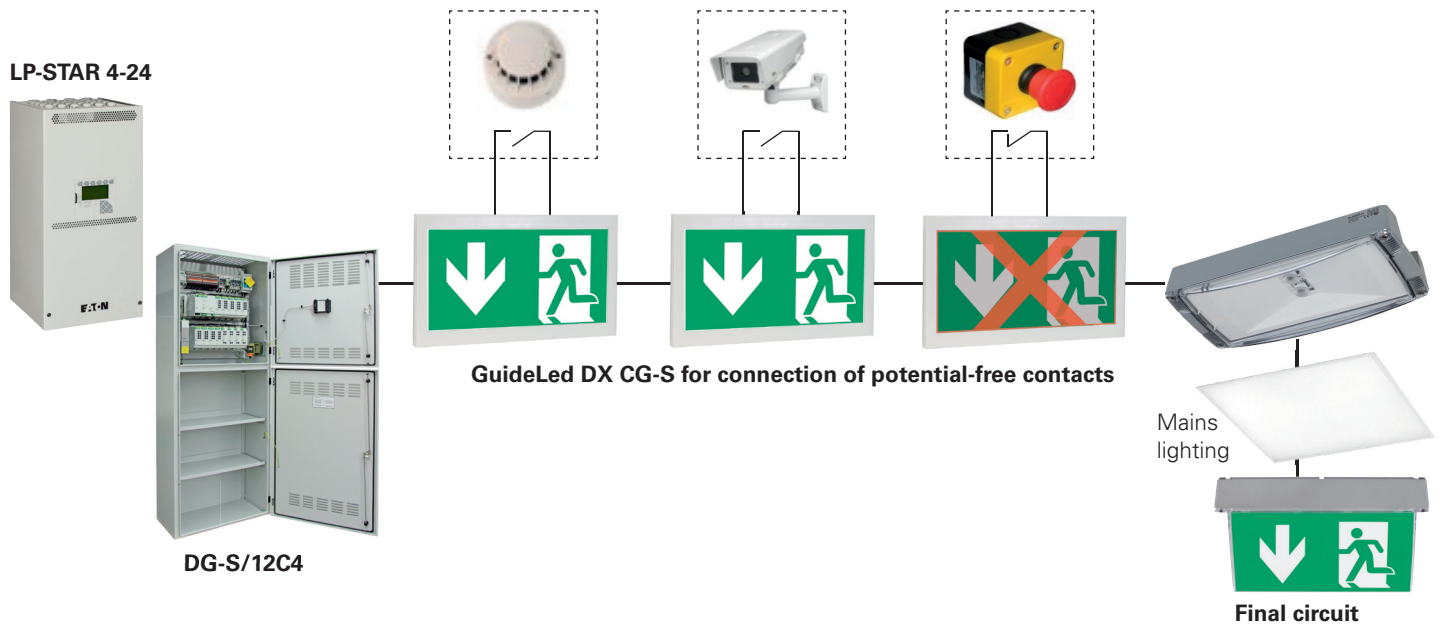 LP-STAR 4-24
E·T·N
DG-S/12C4
GuideLed DX CG-S for connection of potential-free contacts
Mains
lighting
Final circuit